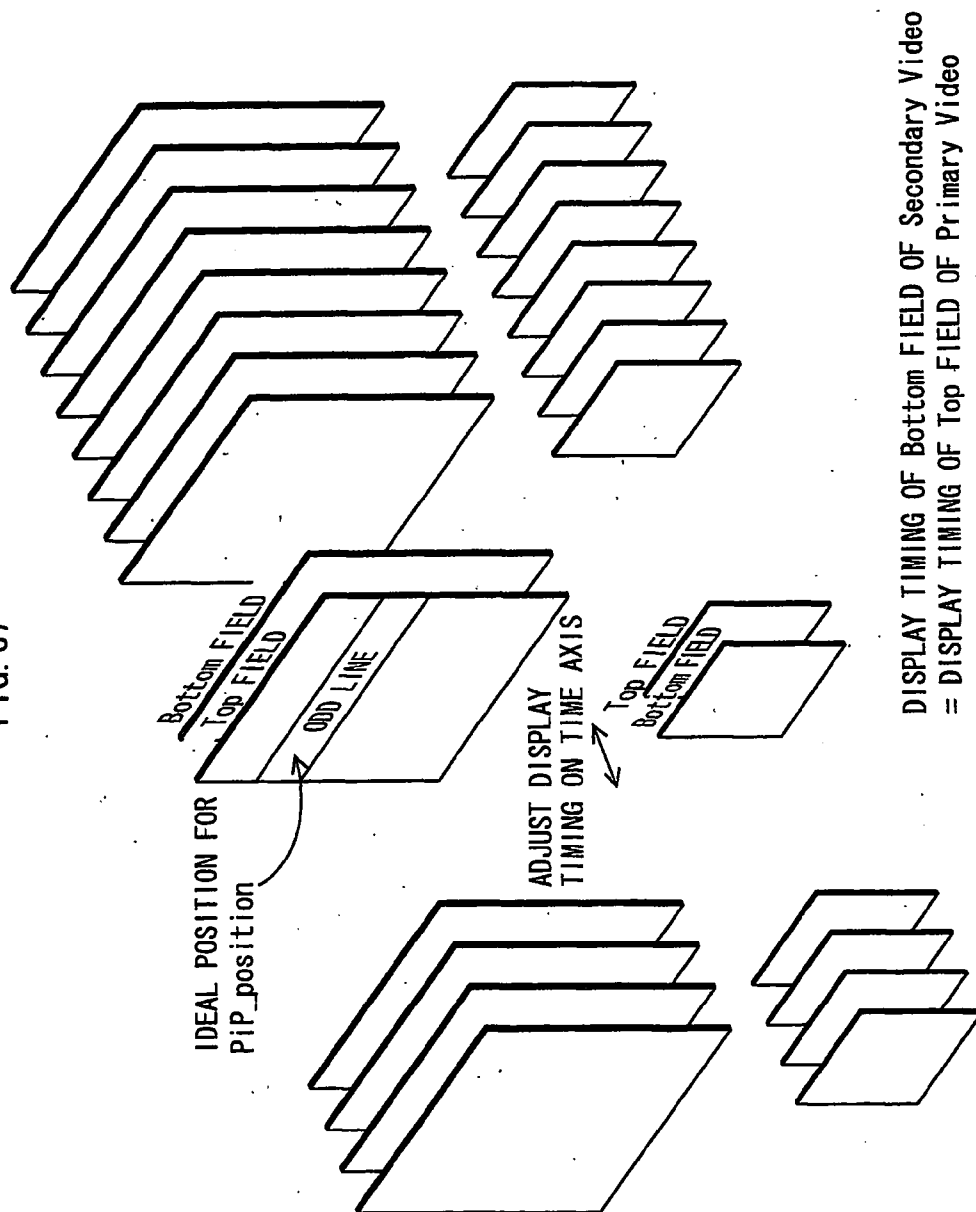 Bottom FIELD
Top FIELD
ODD LINE
IDEAL POSITION FOR
PiP_position
ADJUST DISPLAY
TIMING ON TIME AXIS
Top FIELD
Bottom FIELD
DISPLAY TIMING OF Bottom FIELD OF Secondary Video
= DISPLAY TIMING OF Top FIELD OF Primary Video